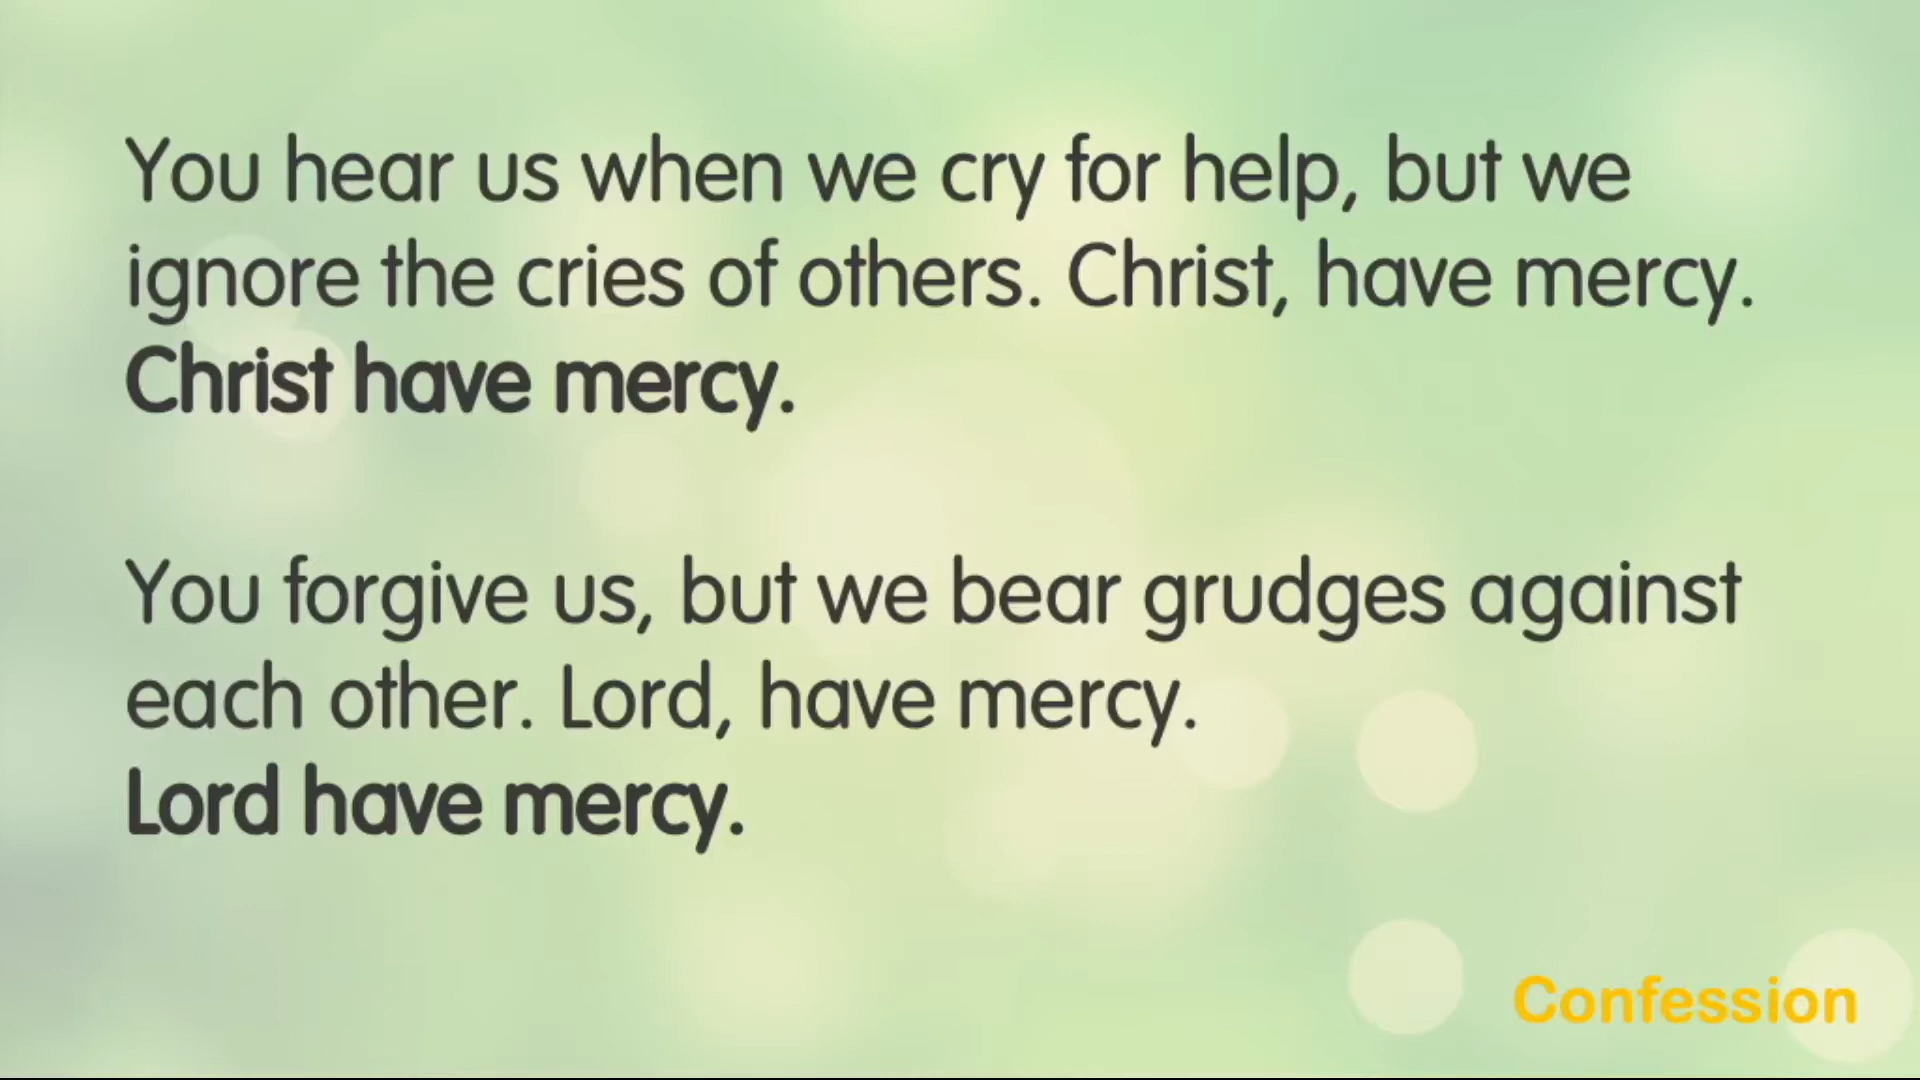 You hear us when we cry for help, but we
ignore the cries of others. Christ, have mercy.
Christ have mercy.
You forgive us, but we bear grudges against
each other. Lord, have mercy.
Lord have mercy.
Confession